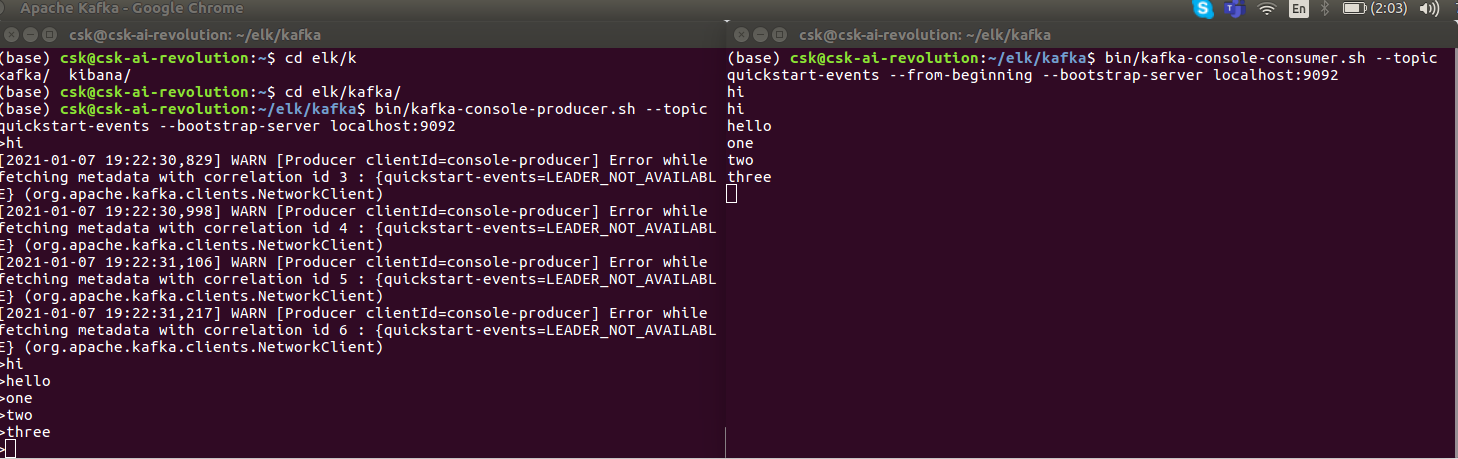 Apache Kafka - Google Chrome
En
(2:03)
csk@csk-ai-revolution: ~/elk/kafka
(base) csk@csk-ai-revolution:~$ cd elk/k
kafka/  kibana/
(base) csk@csk-ai-revolution:~$ cd elk/kafka/
(base) csk@csk-ai-revolution:~/elk/kafka$ bin/kafka-console-producer.sh --topic
quickstart-events --bootstrap-server localhost:9092
>hi
[2021-01-07 19:22:30,829] WARN [Producer clientId=console-producer] Error while
fetching metadata with correlation id 3 : {quickstart-events=LEADER_NOT_AVAILABL
E} (org.apache.kafka.clients.NetworkClient)
[2021-01-07 19:22:30,998] WARN [Producer clientId=console-producer] Error while
fetching metadata with correlation id 4 : {quickstart-events=LEADER_NOT_AVAILABL
E} (org.apache.kafka.clients.NetworkClient)
[2021-01-07 19:22:31,106] WARN [Producer clientId=console-producer] Error while
fetching metadata with correlation id 5 : {quickstart-events=LEADER_NOT_AVAILABL
E} (org.apache.kafka.clients.NetworkClient)
[2021-01-07 19:22:31,217] WARN [Producer clientId=console-producer] Error while
fetching metadata with correlation id 6 : {quickstart-events=LEADER_NOT_AVAILABL
E} (org.apache.kafka.clients.NetworkClient)
>hi
>hello
>one
>two
>three
>
csk@csk-ai-revolution: ~/elk/kafka
(base) csk@csk-ai-revolution:~/elk/kafka$ bin/kafka-console-consumer.sh --topic
quickstart-events --from-beginning --bootstrap-server localhost:9092
hi
hi
hello
one
two
three